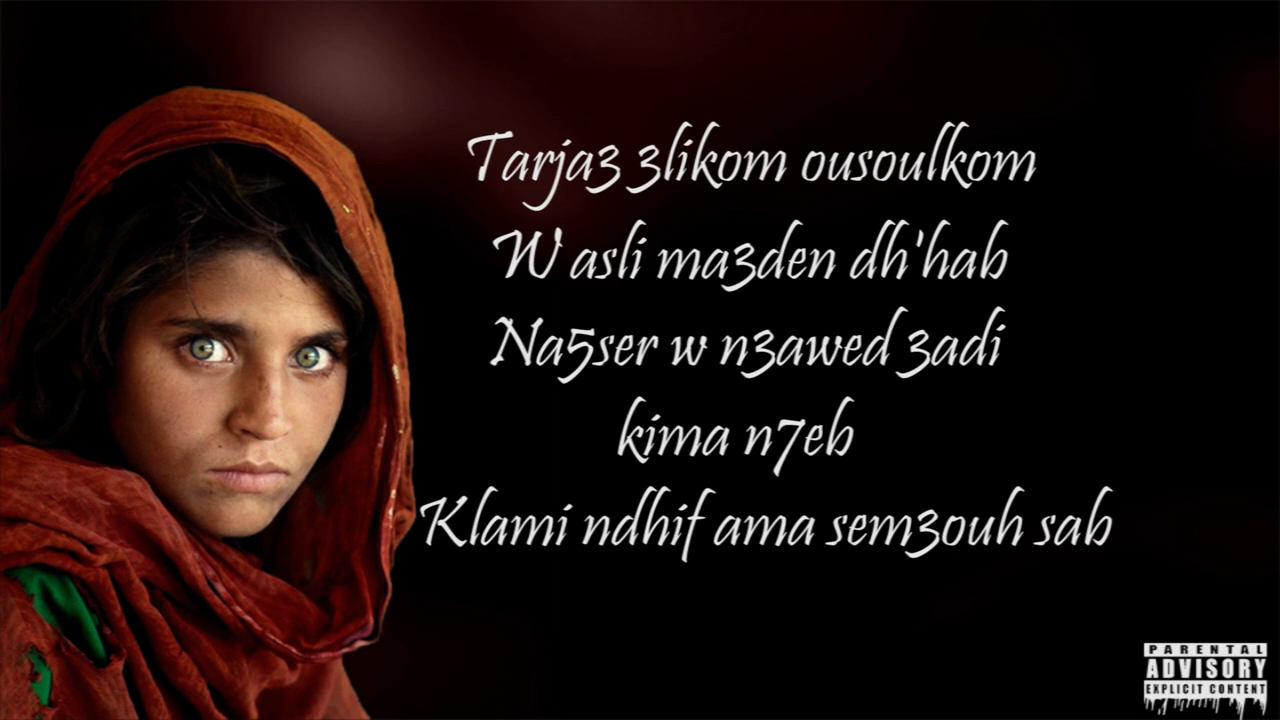 Tarja3 3likom ousoulkom
W asli ma3den dh'hab
Na5ser w n3awed 3adi
kima n7eb
Klami ndhif ama sem3ouh sab
PARENTAL
ADVISORY
EXPLICIT CONTENT